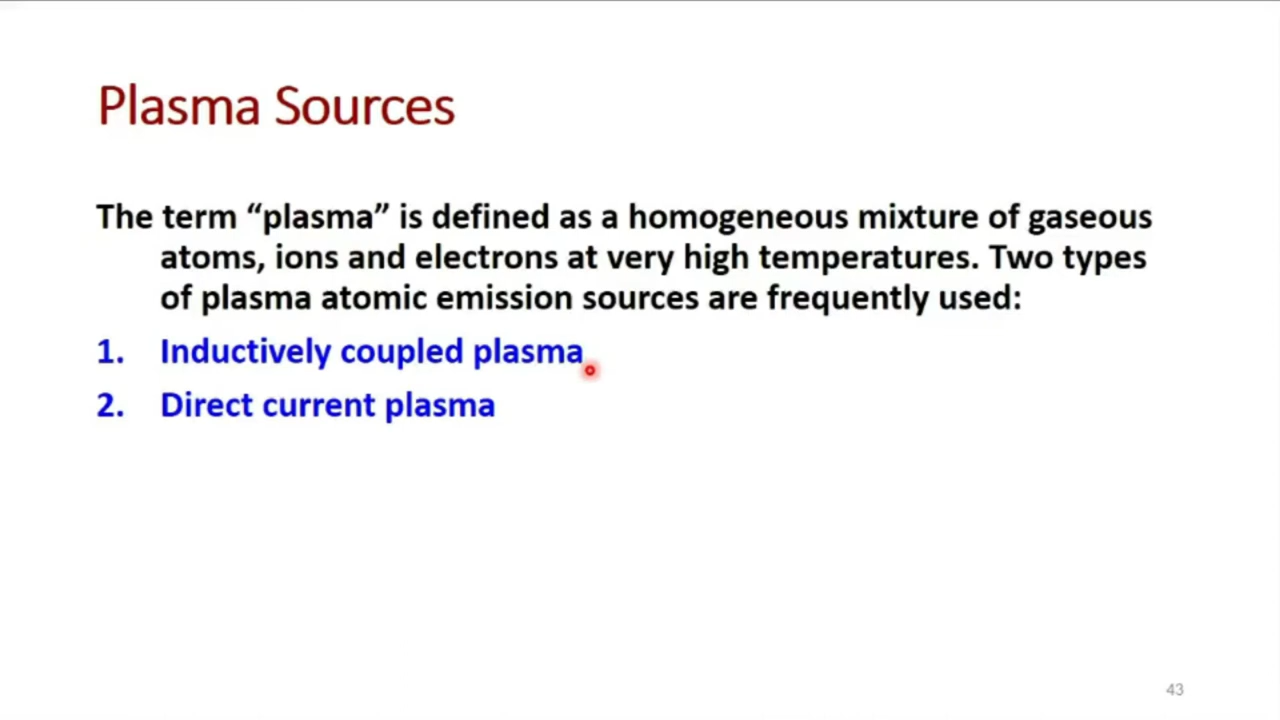 Plasma Sources
The term “plasma” is defined as a homogeneous mixture of gaseous
atoms, ions and electrons at very high temperatures. Two types
of plasma atomic emission sources are frequently used:
1. Inductively coupled plasma
2. Direct current plasma
43